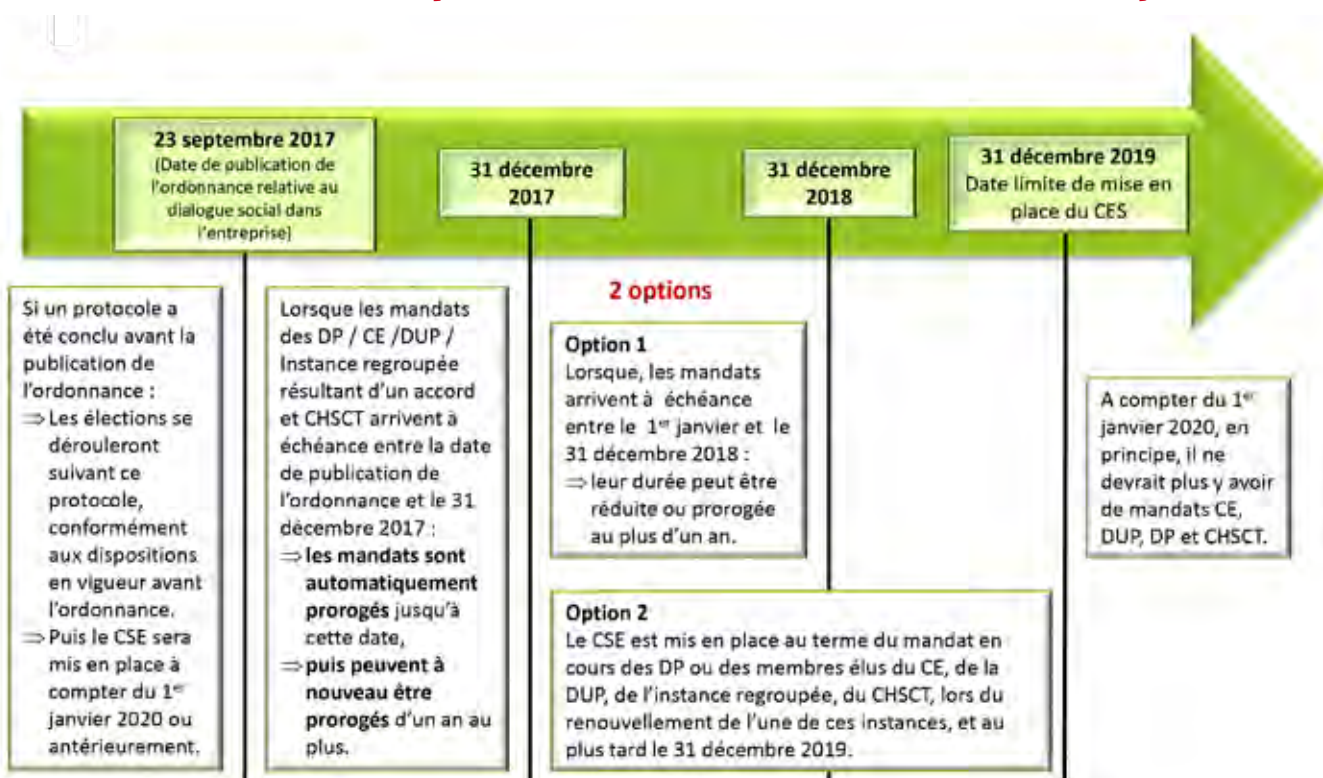 23 septembre 2017
(Date de publication de
l'ordonnance relative au
dialogue social dans
l'entreprise)
31 décembre
2017
31 décembre
2018
31 décembre 2019
Date limite de mise en
place du CES
Si un protocole a
été conclu avant la
publication de
l'ordonnance :
⇒ Les élections se
dérouleront
suivant ce
protocole,
conformément
aux dispositions
en vigueur avant
l'ordonnance.
⇒ Puis le CSE sera
mis en place à
compter du 1er
janvier 2020 ou
antérieurement.
Lorsque les mandats
des DP / CE /DUP /
Instance regroupée
résultant d'un accord
et CHSCT arrivent à
échéance entre la date
de publication de
l'ordonnance et le 31
décembre 2017 :
⇒ les mandats sont
automatiquement
prorogés jusqu'à
cette date,
⇒ puis peuvent à
nouveau être
prorogés d'un an au
plus.
2 options
Option 1
Lorsque, les mandats
arrivent à échéance
entre le 1er janvier et le
31 décembre 2018 :
⇒ leur durée peut être
réduite ou prorogée
au plus d'un an.
Option 2
Le CSE est mis en place au terme du mandat en
cours des DP ou des membres élus du CE, de la
DUP, de l'instance regroupée, du CHSCT, lors du
renouvellement de l'une de ces instances, et au
plus tard le 31 décembre 2019.
A compter du 1er
janvier 2020, en
principe, il ne
devrait plus y avoir
de mandats CE,
DUP, DP et CHSCT.